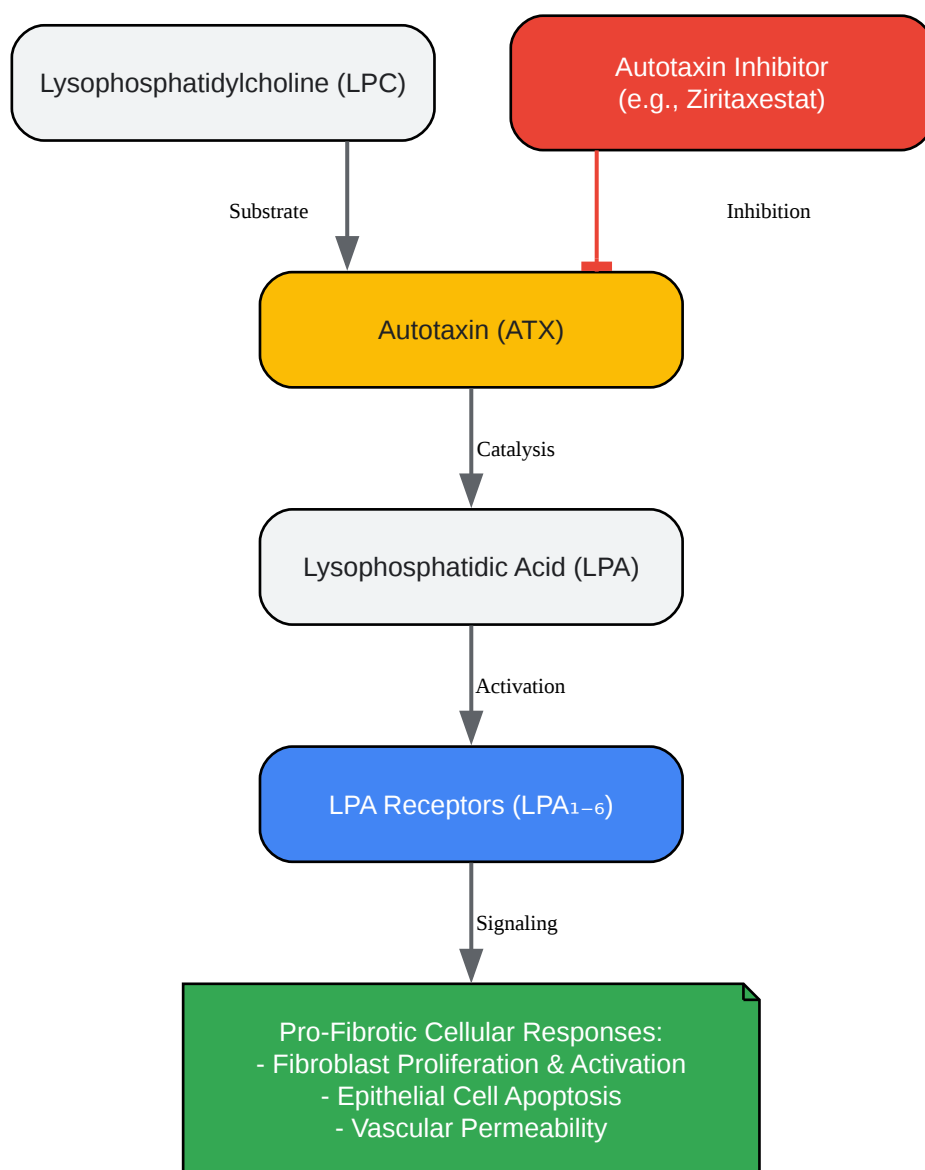 Lysophosphatidylcholine (LPC)
Autotaxin Inhibitor
(e.g., Ziritaxestat)
Substrate
Inhibition
Autotaxin (ATX)
Catalysis
Lysophosphatidic Acid (LPA)
Activation
LPA Receptors (LPA₁₋₆)
Signaling
Pro-Fibrotic Cellular Responses:
- Fibroblast Proliferation & Activation
- Epithelial Cell Apoptosis
- Vascular Permeability